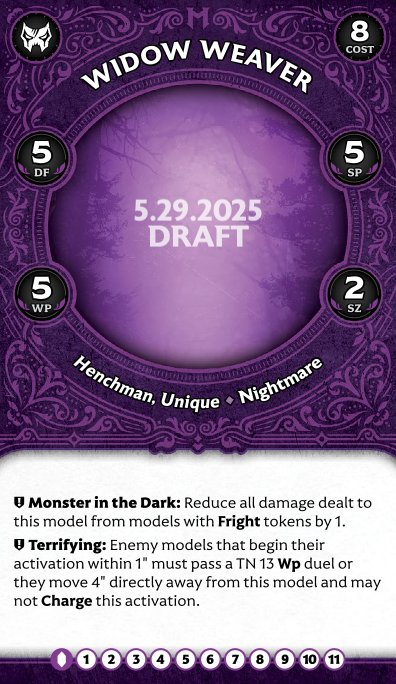 M
8
COST
WIDOW WEAVER
5
DF
5
SP
5.29.2025
DRAFT
5
WP
2
SZ
Henchman, Unique ◆ Nightmare
Monster in the Dark: Reduce all damage dealt to
this model from models with Fright tokens by 1.
Terrifying: Enemy models that begin their
activation within 1" must pass a TN 13 Wp duel or
they move 4" directly away from this model and may
not Charge this activation.
1 2 3 4 5 6 7 8 9 10 11